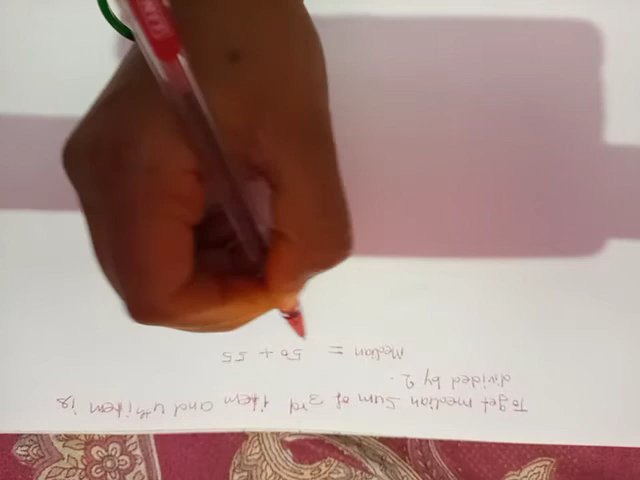 To get median sum of 3rd item and 4th item is
divided by 2.
Median = 50 + 55